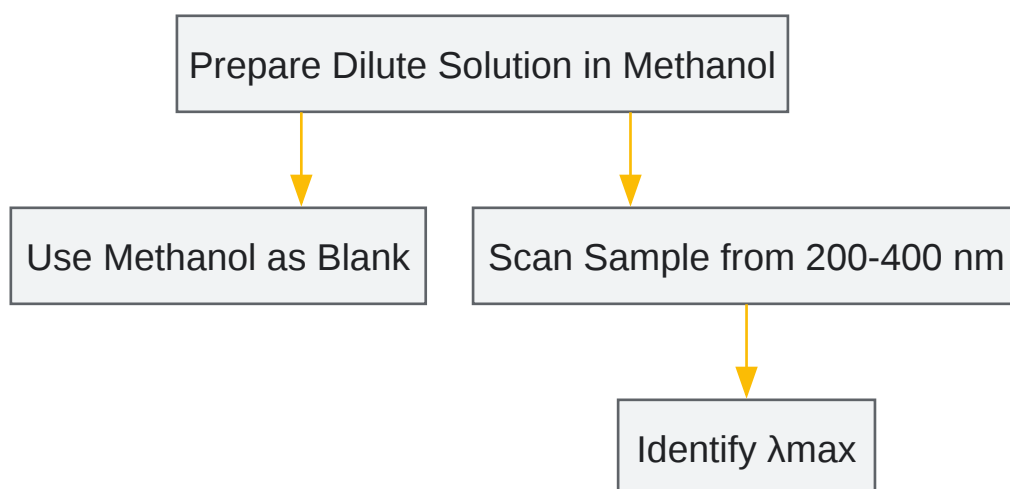 Prepare Dilute Solution in Methanol
Use Methanol as Blank
Scan Sample from 200-400 nm
Identify λmax